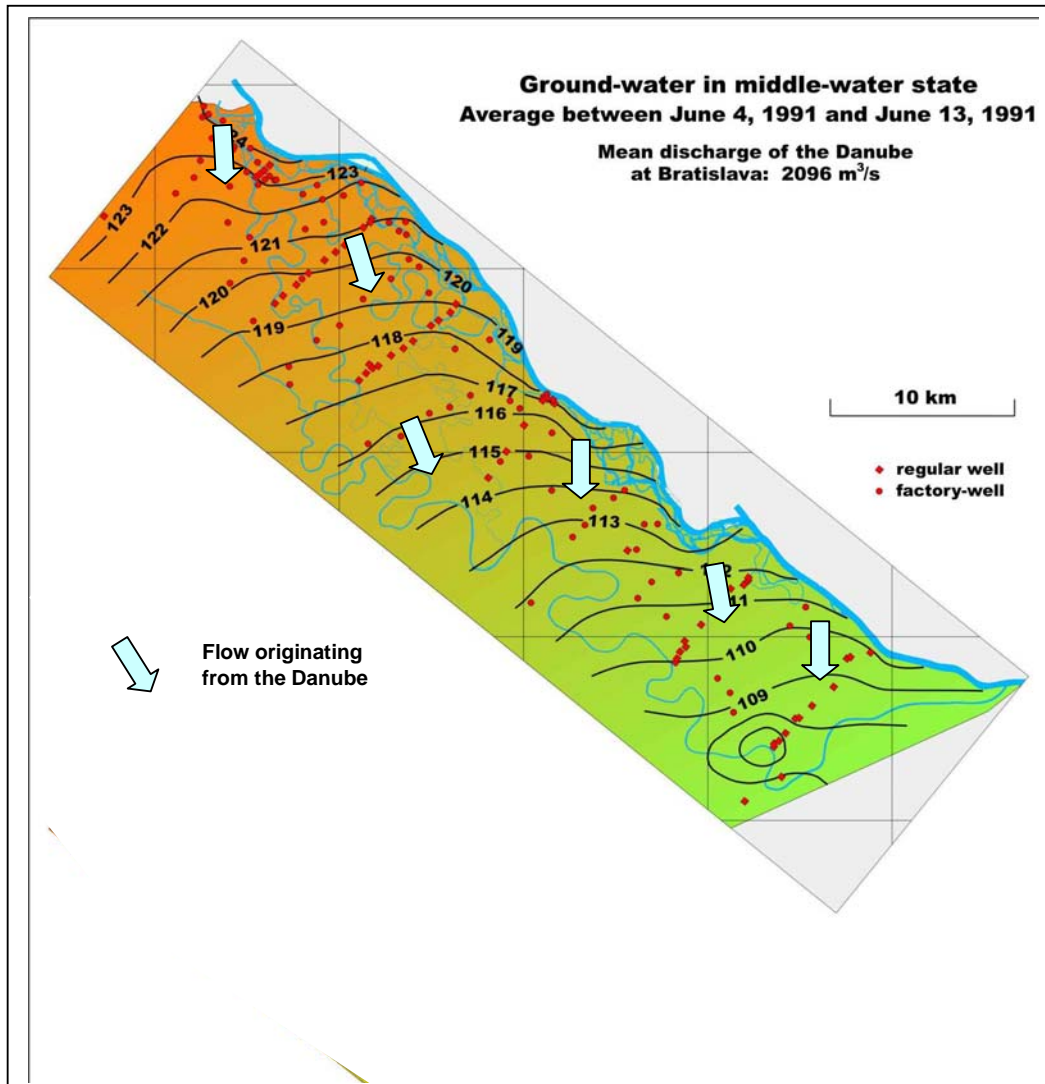 Ground-water in middle-water state
Average between June 4, 1991 and June 13, 1991
Mean discharge of the Danube
at Bratislava: 2096 m³/s
123
123
122
121
120
120
119
119
118
117
116
115
114
113
110
109
10 km
regular well
factory-well
Flow originating
from the Danube